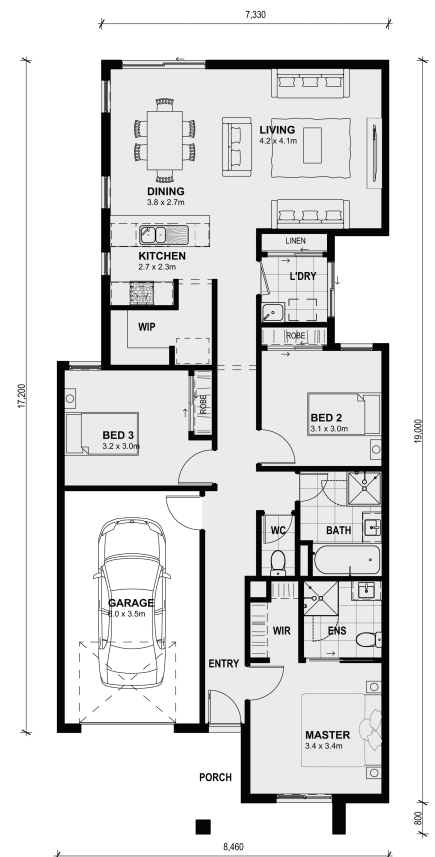 7,330
LIVING
4.2 x 4.1m
DINING
3.8 x 2.7m
LINEN
KITCHEN
2.7 x 2.3m
L'DRY
WIP
ROBE
17,200
19,000
ROBE
BED 2
3.1 x 3.0m
BED 3
3.2 x 3.0m
WC
BATH
GARAGE
6.0 x 3.5m
WIR
ENS
ENTRY
MASTER
3.4 x 3.4m
PORCH
800
8,460